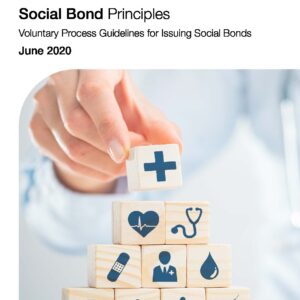 Social Bond Principles
Voluntary Process Guidelines for Issuing Social Bonds
June 2020